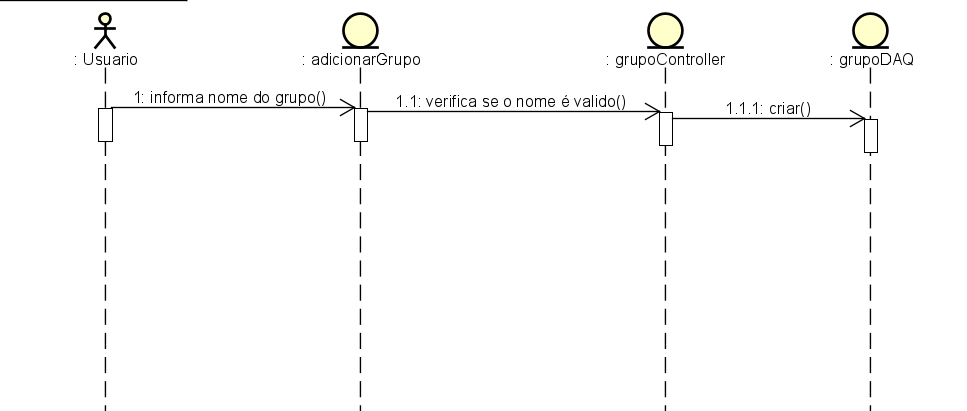 : Usuario
: adicionarGrupo
: grupoController
: grupoDAQ
1: informa nome do grupo()
1.1: verifica se o nome é valido()
1.1.1: criar()